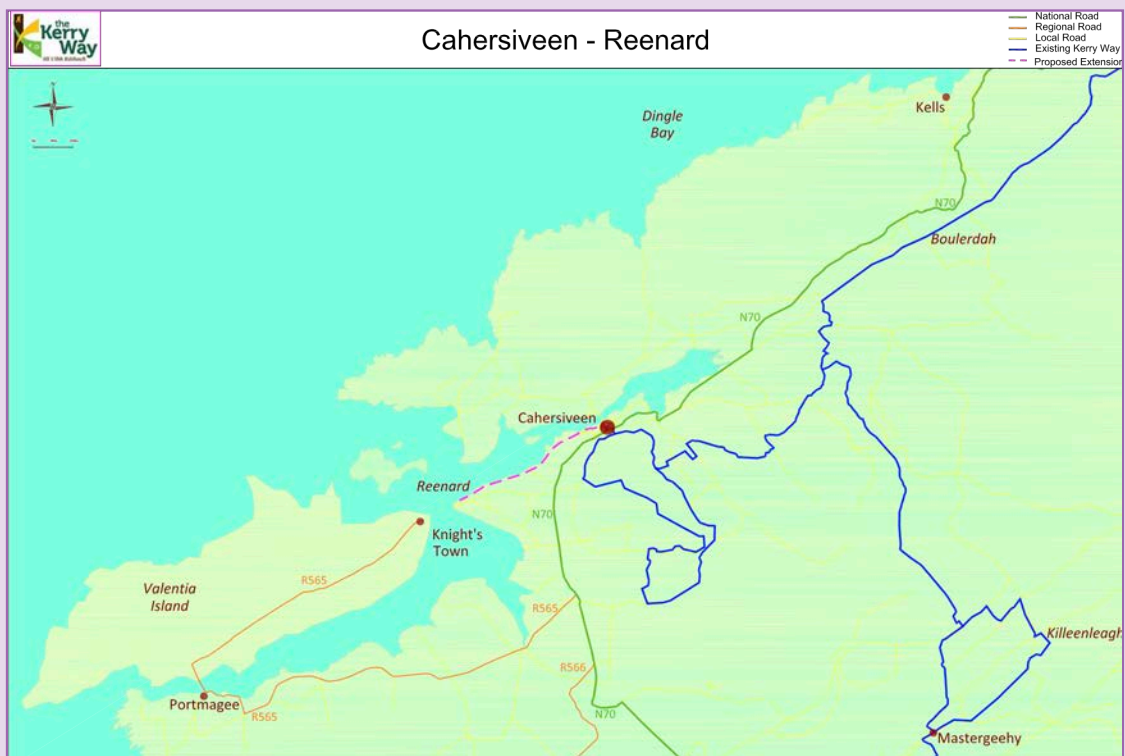 the
Kerry
Way
Cahersiveen - Reenard
National Road
Regional Road
Local Road
Existing Kerry Way
Proposed Extension
Dingle
Bay
Kells
N70
Boulerdah
N70
Cahersiveen
Reenard
N70
Knight's
Town
Valentia
Island
R565
R565
Killeenleagh
R566
Portmagee
R565
N70
Mastergeehy